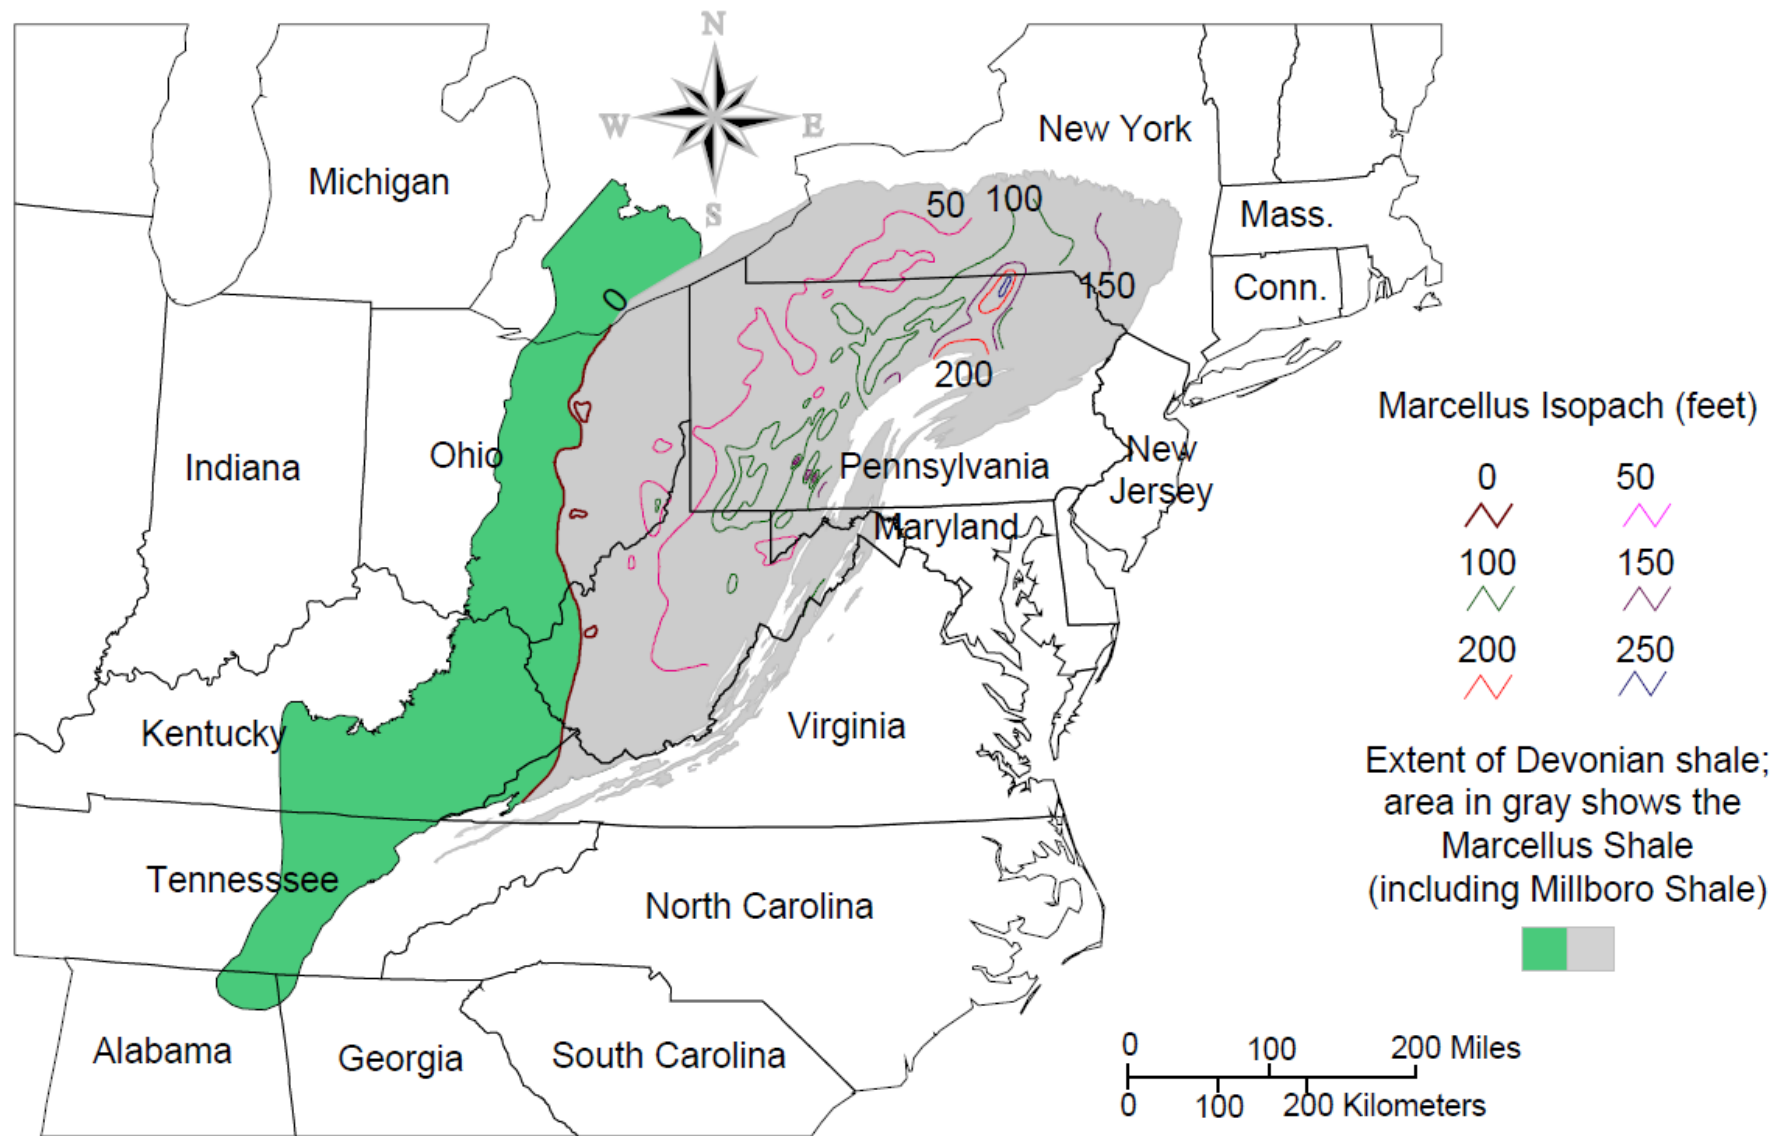 N
W
E
S
New York
Michigan
50
100
Mass.
0
150
Conn.
200
Marcellus Isopach (feet)
Ohio
Indiana
Pennsylvania
New
Jersey
0
50
Maryland
100
150
200
250
Kentucky
Virginia
Extent of Devonian shale;
area in gray shows the
Marcellus Shale
(including Millboro Shale)
Tennesssee
North Carolina
Alabama
Georgia
South Carolina
0
100
200 Miles
0
100
200 Kilometers